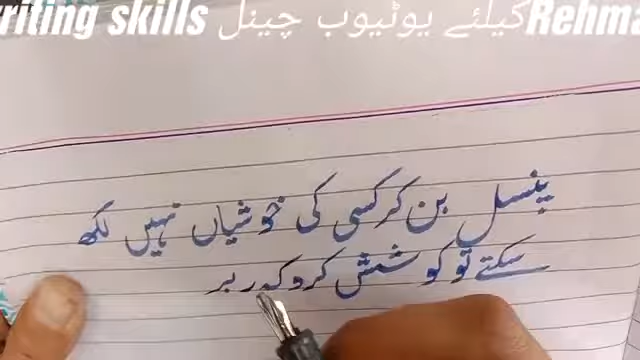 riting skills کیلئے یوٹیوب چینل Rehma
پنسل بن کر کسی کی خوشیاں نہیں لکھ
سکتے تو کوشش کرو کہ ربر